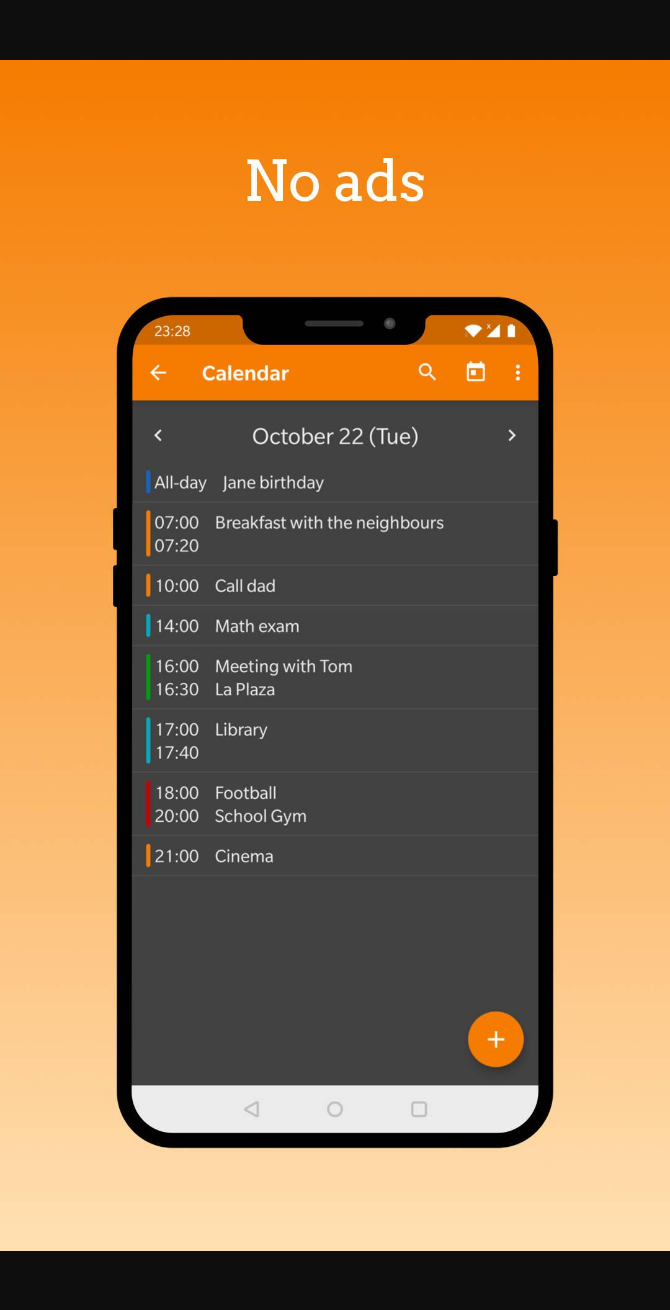 No ads
23:28
Calendar
October 22 (Tue)
All-day Jane birthday
07:00 Breakfast with the neighbours
07:20
10:00 Call dad
14:00 Math exam
16:00 Meeting with Tom
16:30 La Plaza
17:00 Library
17:40
18:00 Football
20:00 School Gym
21:00 Cinema